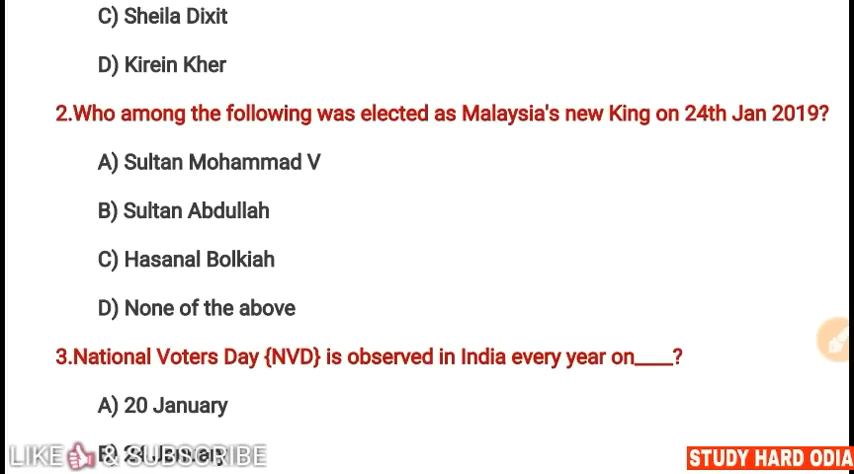 C) Sheila Dixit
D) Kirein Kher
2.Who among the following was elected as Malaysia's new King on 24th Jan 2019?
A) Sultan Mohammad V
B) Sultan Abdullah
C) Hasanal Bolkiah
D) None of the above
3.National Voters Day {NVD} is observed in India every year on____?
A) 20 January
LIKE & SUBSCRIBE
STUDY HARD ODIA